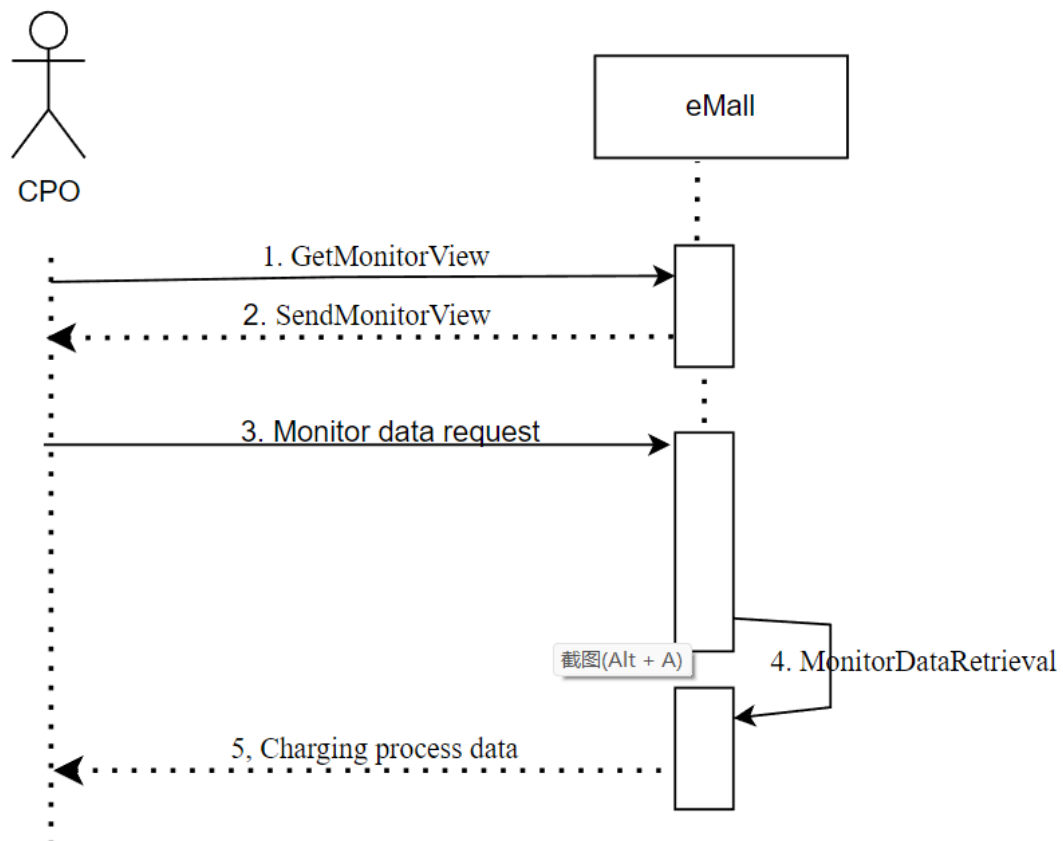 eMall
CPO
1. GetMonitorView
2. SendMonitorView
3. Monitor data request
截图(Alt + A)
4. MonitorDataRetrieval
5, Charging process data